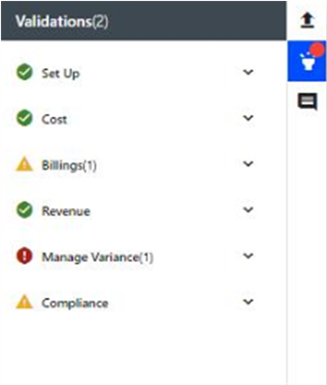 Validations(2)
Set Up
Cost
Billings(1)
Revenue
Manage Variance(1)
Compliance